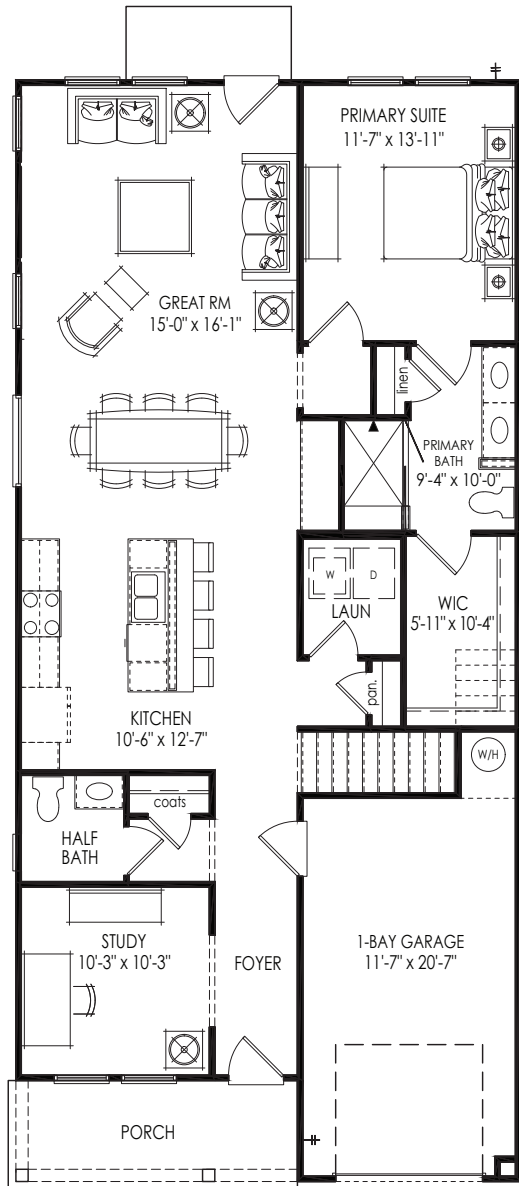 PRIMARY SUITE
11'-7" x 13'-11"
GREAT RM
15'-0" x 16'-1"
linen
PRIMARY
BATH
9'-4" x 10'-0"
W
D
LAUN
WIC
5'-11" x 10'-4"
pan.
KITCHEN
10'-6" x 12'-7"
W/H
coats
HALF
BATH
STUDY
10'-3" x 10'-3"
FOYER
1-BAY GARAGE
11'-7" x 20'-7"
PORCH